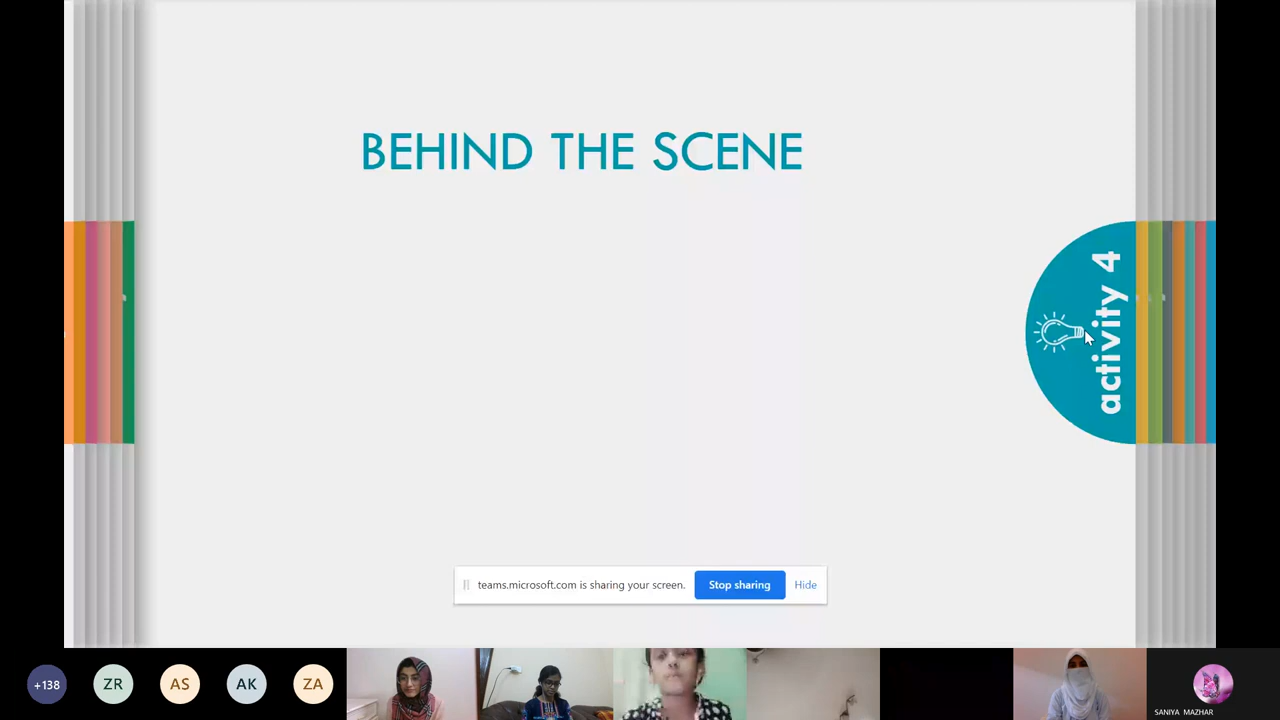 BEHIND THE SCENE
activity 4
teams.microsoft.com is sharing your screen. Stop sharing Hide
+138 ZR AS AK ZA
SANIYA MAZHAR